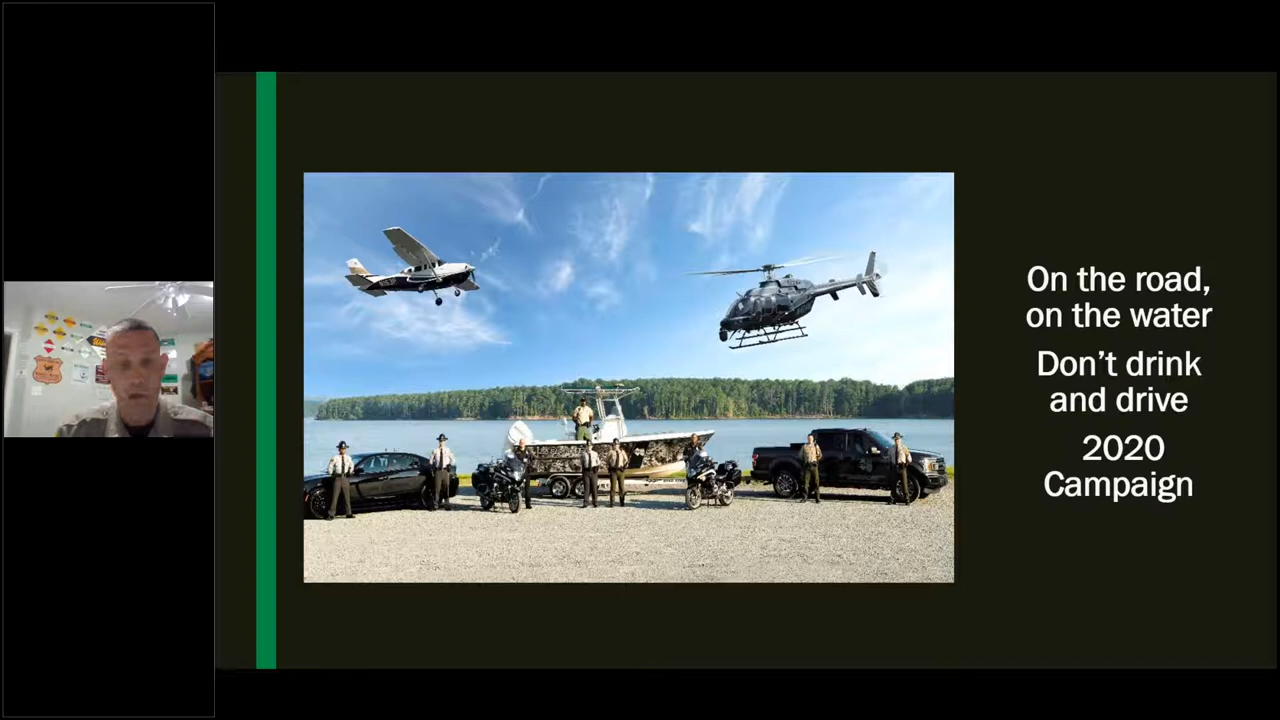 On the road,
on the water
Don’t drink
and drive
2020
Campaign